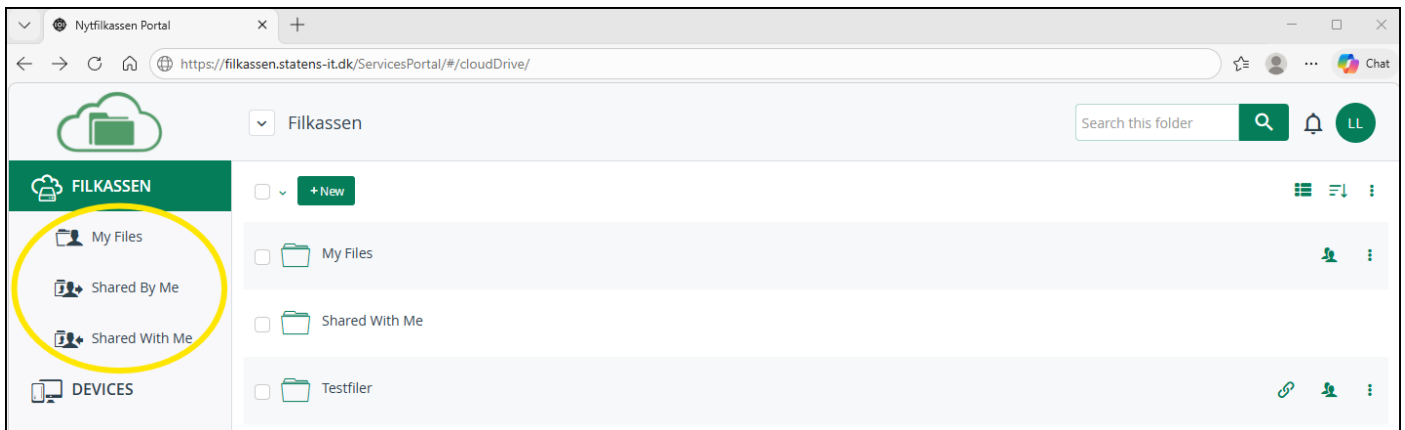 Nytfilkassen Portal
https://filkassen.statens-it.dk/ServicesPortal/#/cloudDrive/
Chat
Filkassen
Search this folder
LL
FILKASSEN
+ New
My Files
My Files
Shared By Me
Shared With Me
Shared With Me
DEVICES
Testfiler